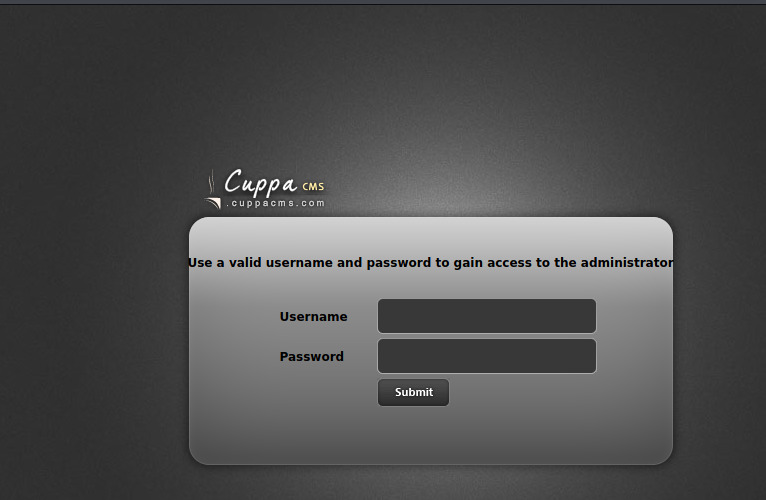 Cuppa CMS
.cuppacms.com
Use a valid username and password to gain access to the administrator
Username
Password
Submit